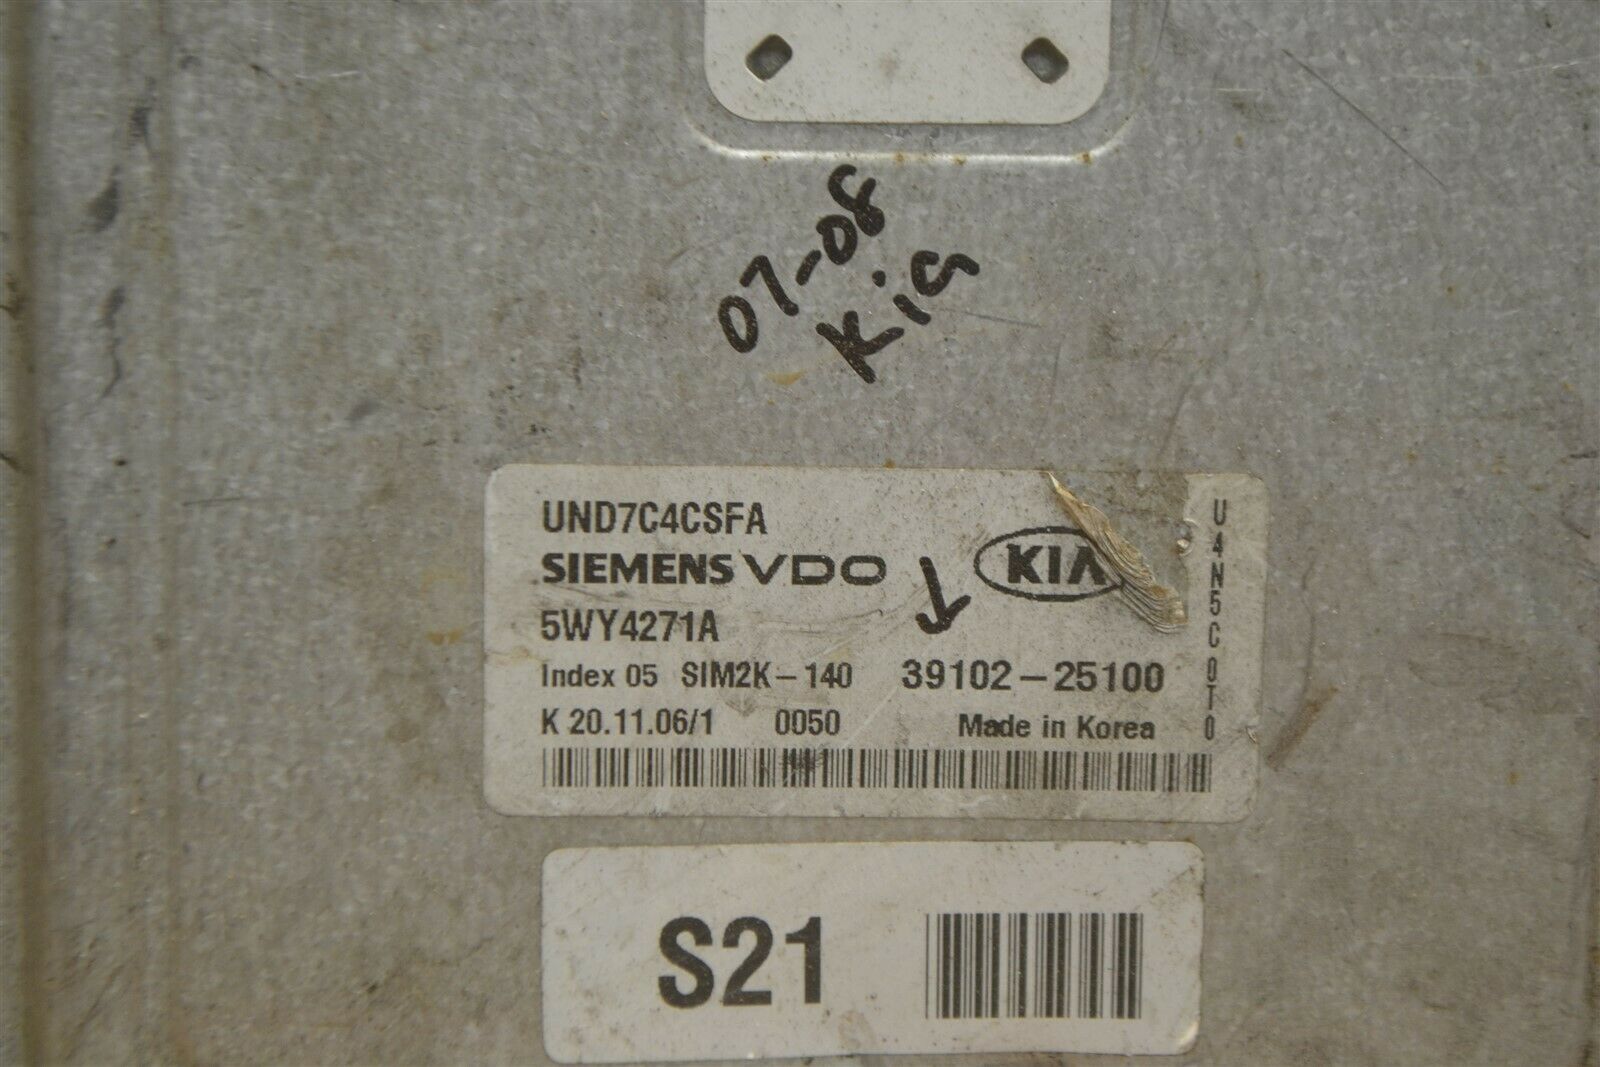 07-08
Kia
UND7C4CSFA
SIEMENS VDO
KIA
5WY4271A
Index 05 SIM2K-140 39102-25100
K 20.11.06/1 0050 Made in Korea
U4N5C0T0
S21